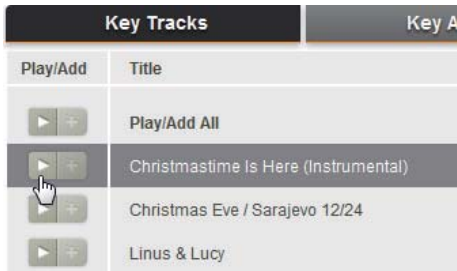 Key Tracks Key A
Play/Add Title
Play/Add All
Christmastime Is Here (Instrumental)
Christmas Eve / Sarajevo 12/24
Linus & Lucy